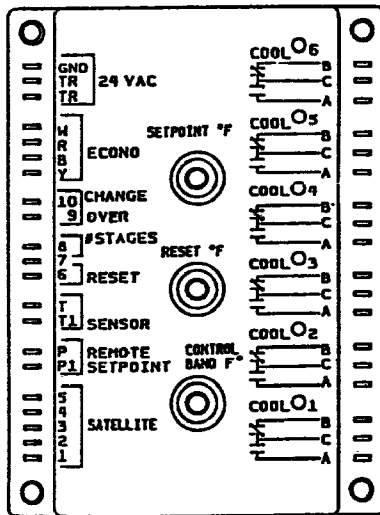 GND
TR
TR
24 VAC
W
R
B
Y
ECONO
10
9
CHANGE
OVER
8
7
6
#STAGES
RESET
T
T1
SENSOR
P
P1
REMOTE
SETPOINT
5
4
3
2
1
SATELLITE
SETPOINT °F
RESET °F
CONTROL
BAND F°
COOL 6
B
C
A
COOL 5
B
C
A
COOL 4
B
C
A
COOL 3
B
C
A
COOL 2
B
C
A
COOL 1
B
C
A